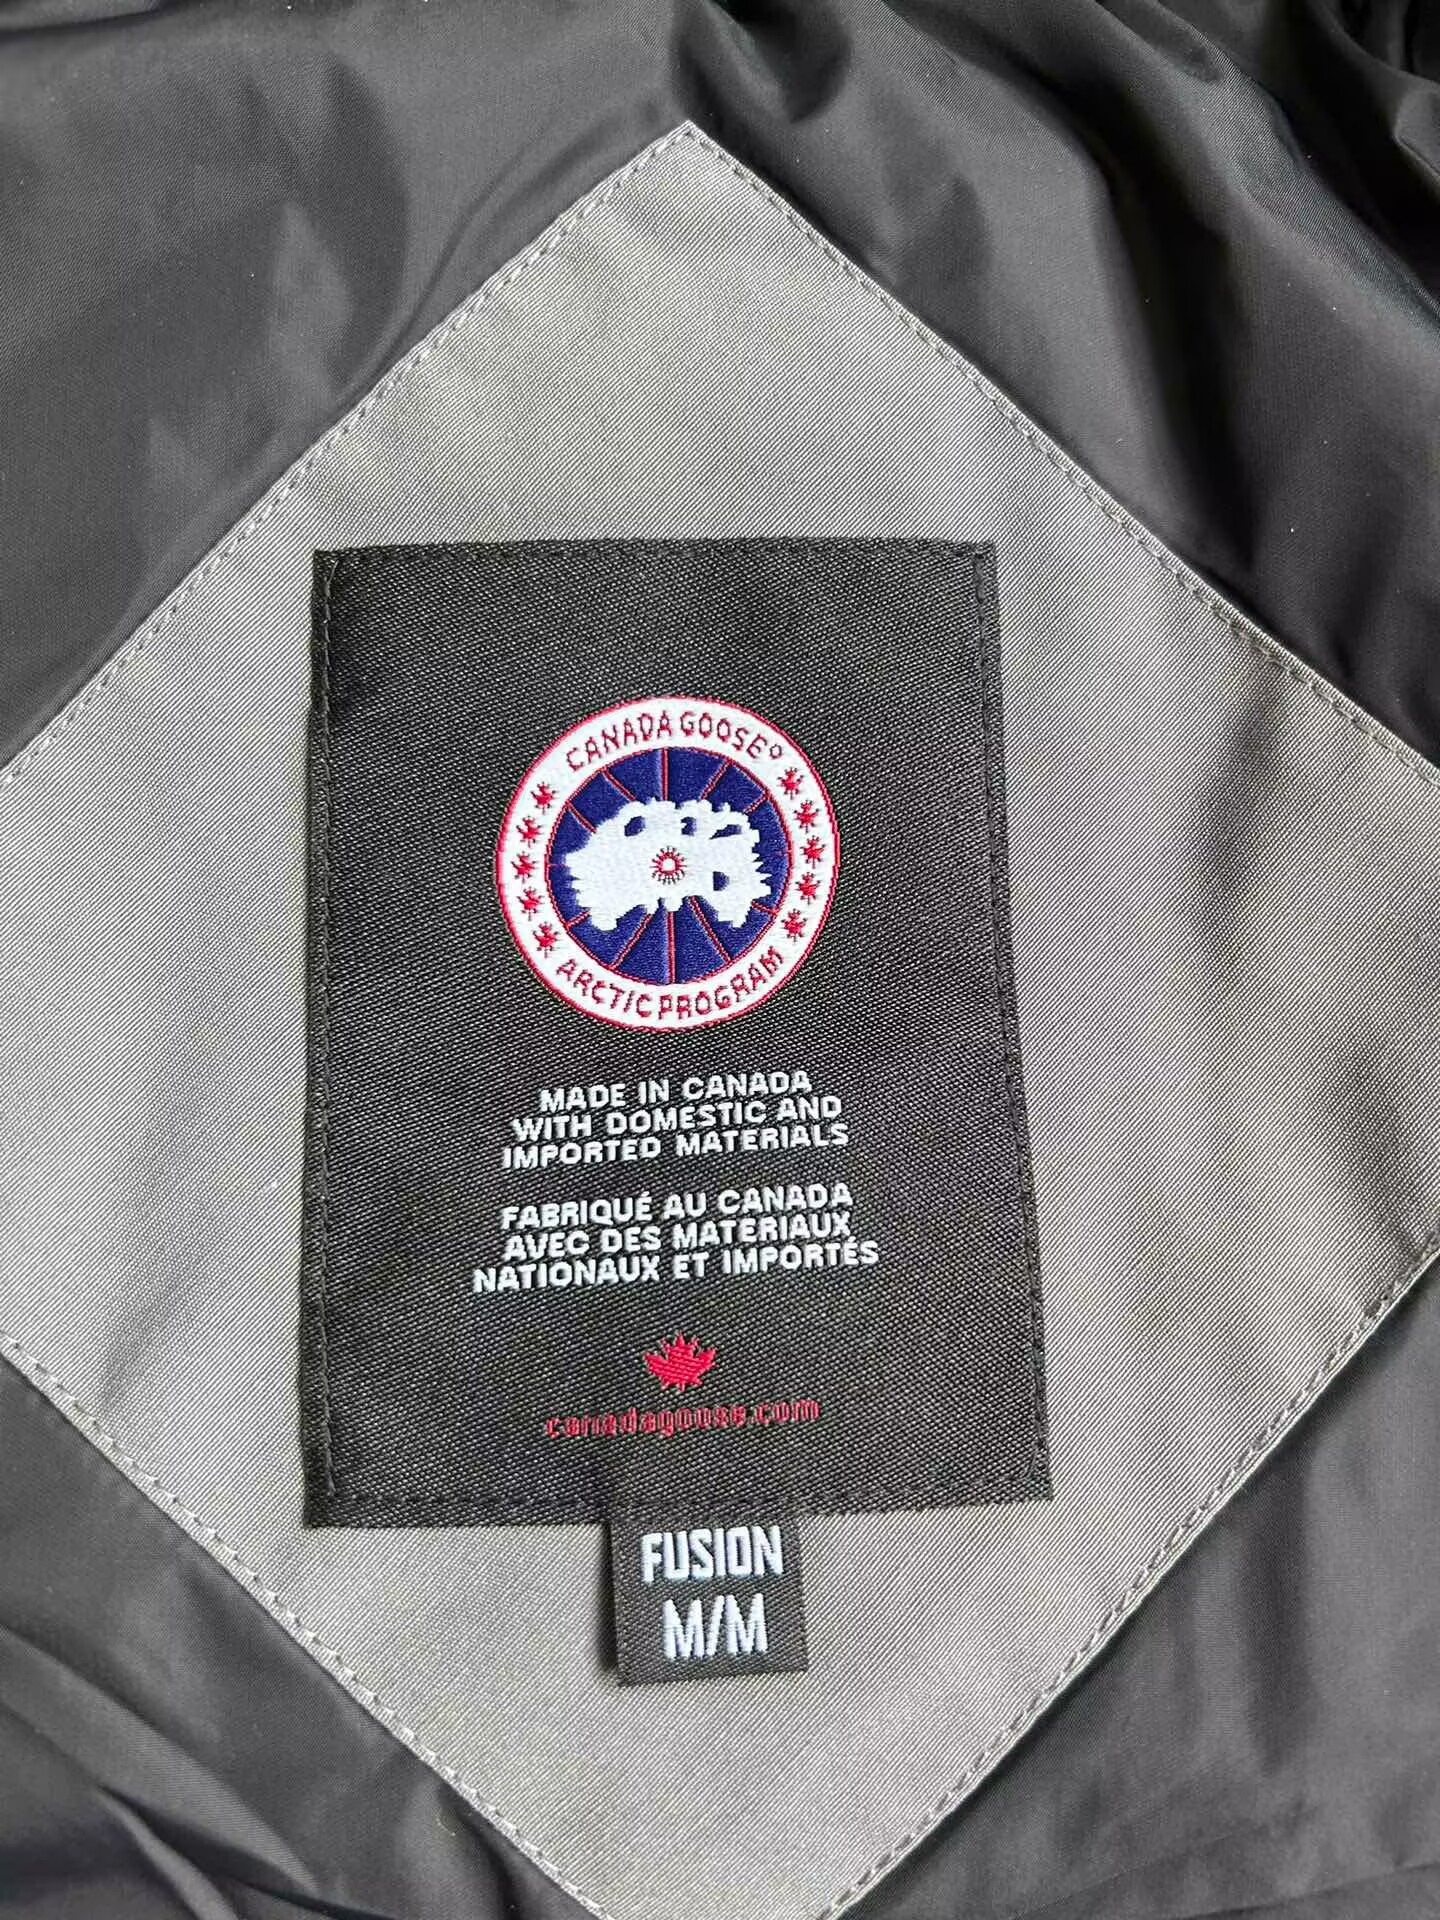 CANADA GOOSE®
ARCTIC PROGRAM
MADE IN CANADA
WITH DOMESTIC AND
IMPORTED MATERIALS
FABRIQUÉ AU CANADA
AVEC DES MATERIAUX
NATIONAUX ET IMPORTÉS
canadagoose.com
FUSION
M/M